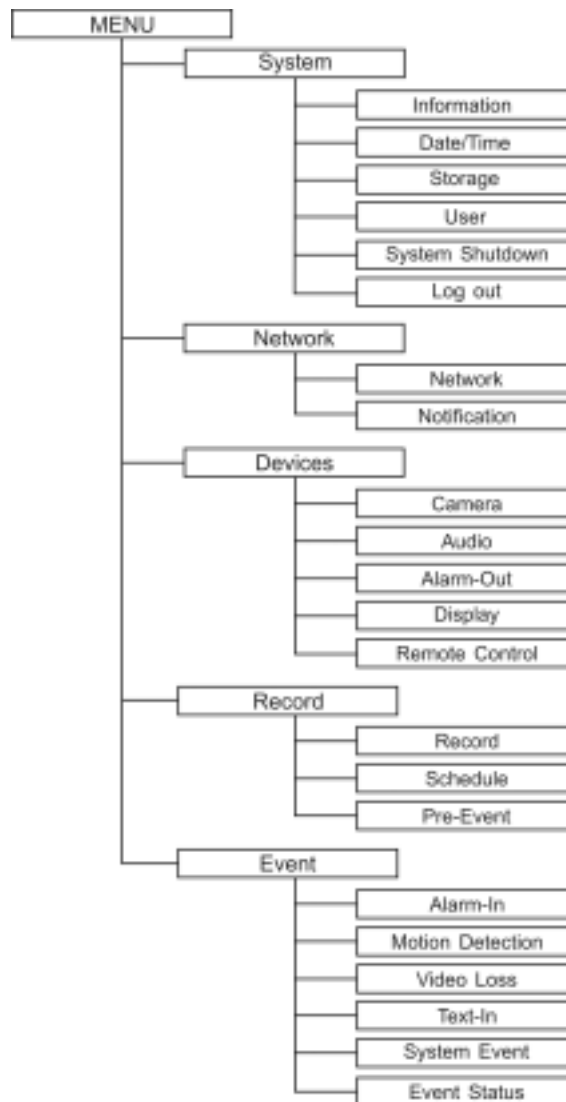 MENU
System
Information
Date/Time
Storage
User
System Shutdown
Log out
Network
Network
Notification
Devices
Camera
Audio
Alarm-Out
Display
Remote Control
Record
Record
Schedule
Pre-Event
Event
Alarm-In
Motion Detection
Video Loss
Text-In
System Event
Event Status